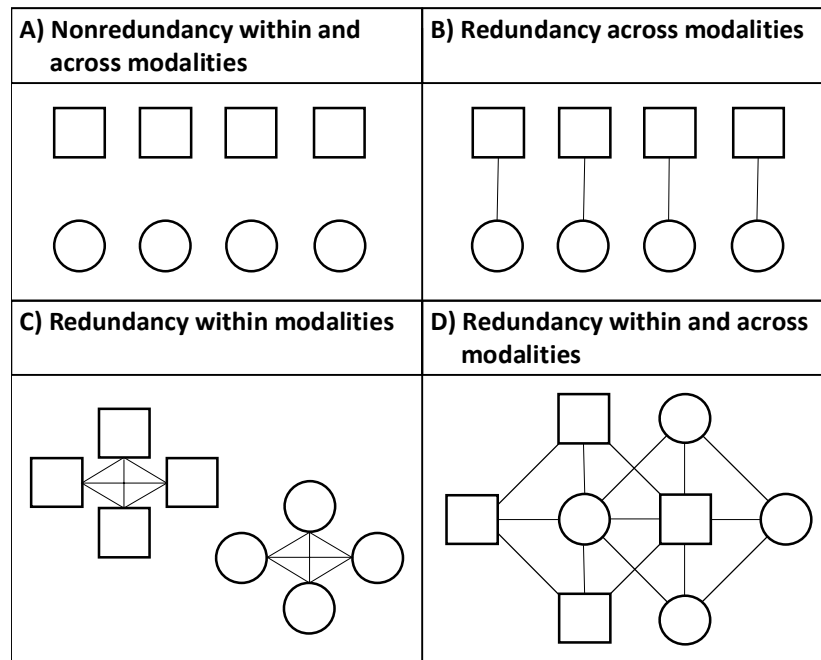 A) Nonredundancy within and
across modalities
B) Redundancy across modalities
C) Redundancy within modalities
D) Redundancy within and across
modalities